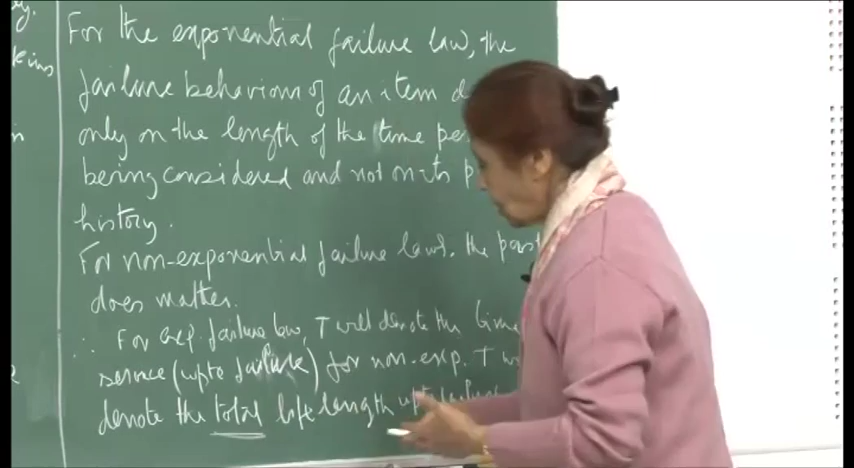 For the exponential failure law, the
failure behaviour of an item
only on the length of the time
being considered and not on its
history.
For non-exponential failure laws, the past
does matter.
∴ For exp. failure law, T will denote the time
service (upto failure) for non-exp. T
denote the total life length upto failure